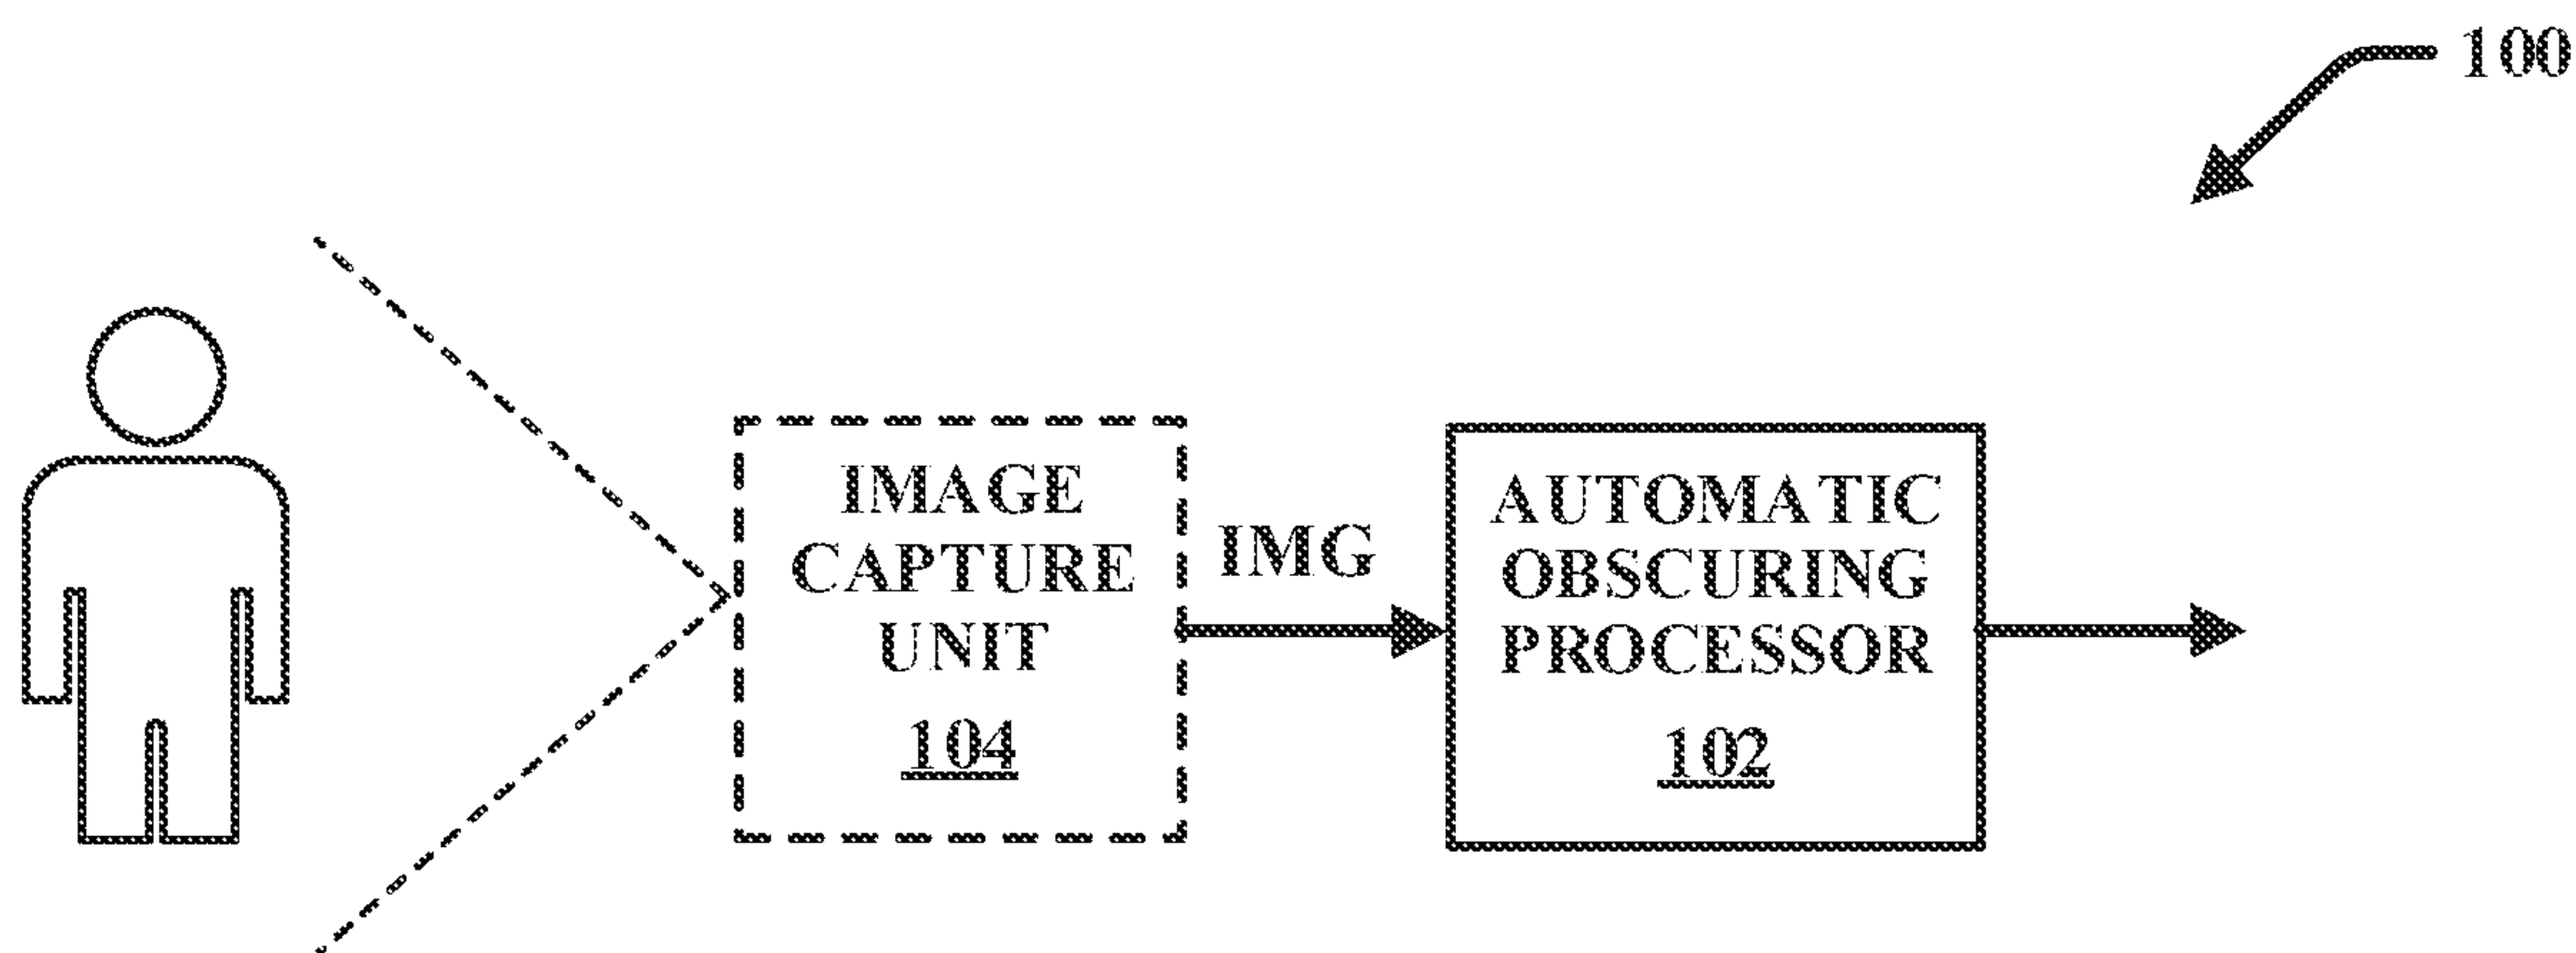 100
IMAGE
CAPTURE
UNIT
104
IMG
AUTOMATIC
OBSCURING
PROCESSOR
102